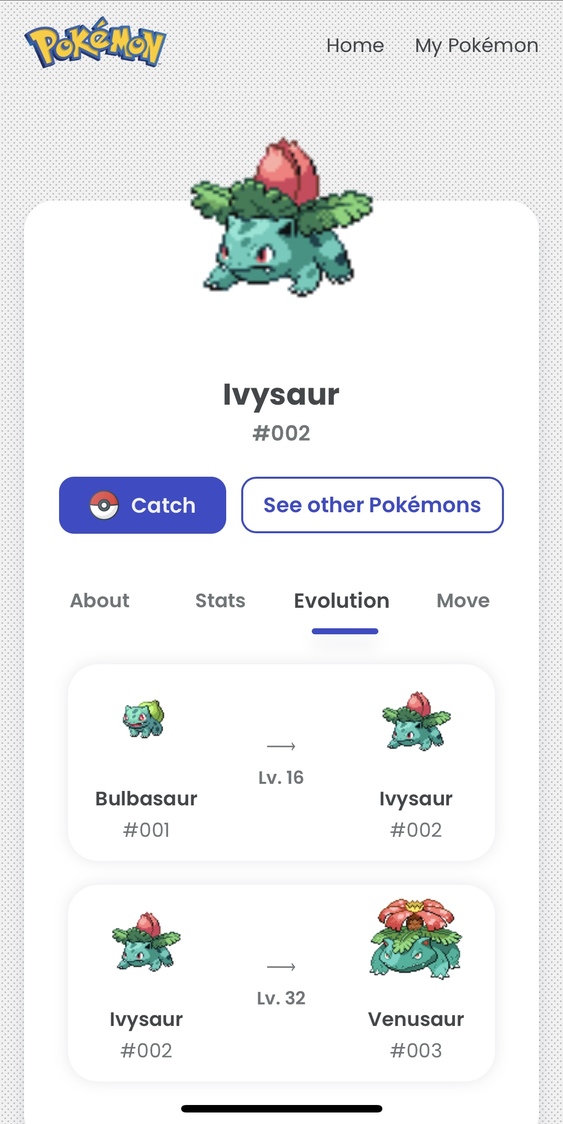 POKéMON
Home My Pokémon
Ivysaur
#002
Catch See other Pokémons
About Stats Evolution Move
Lv. 16
Bulbasaur Ivysaur
#001 #002
Lv. 32
Ivysaur Venusaur
#002 #003